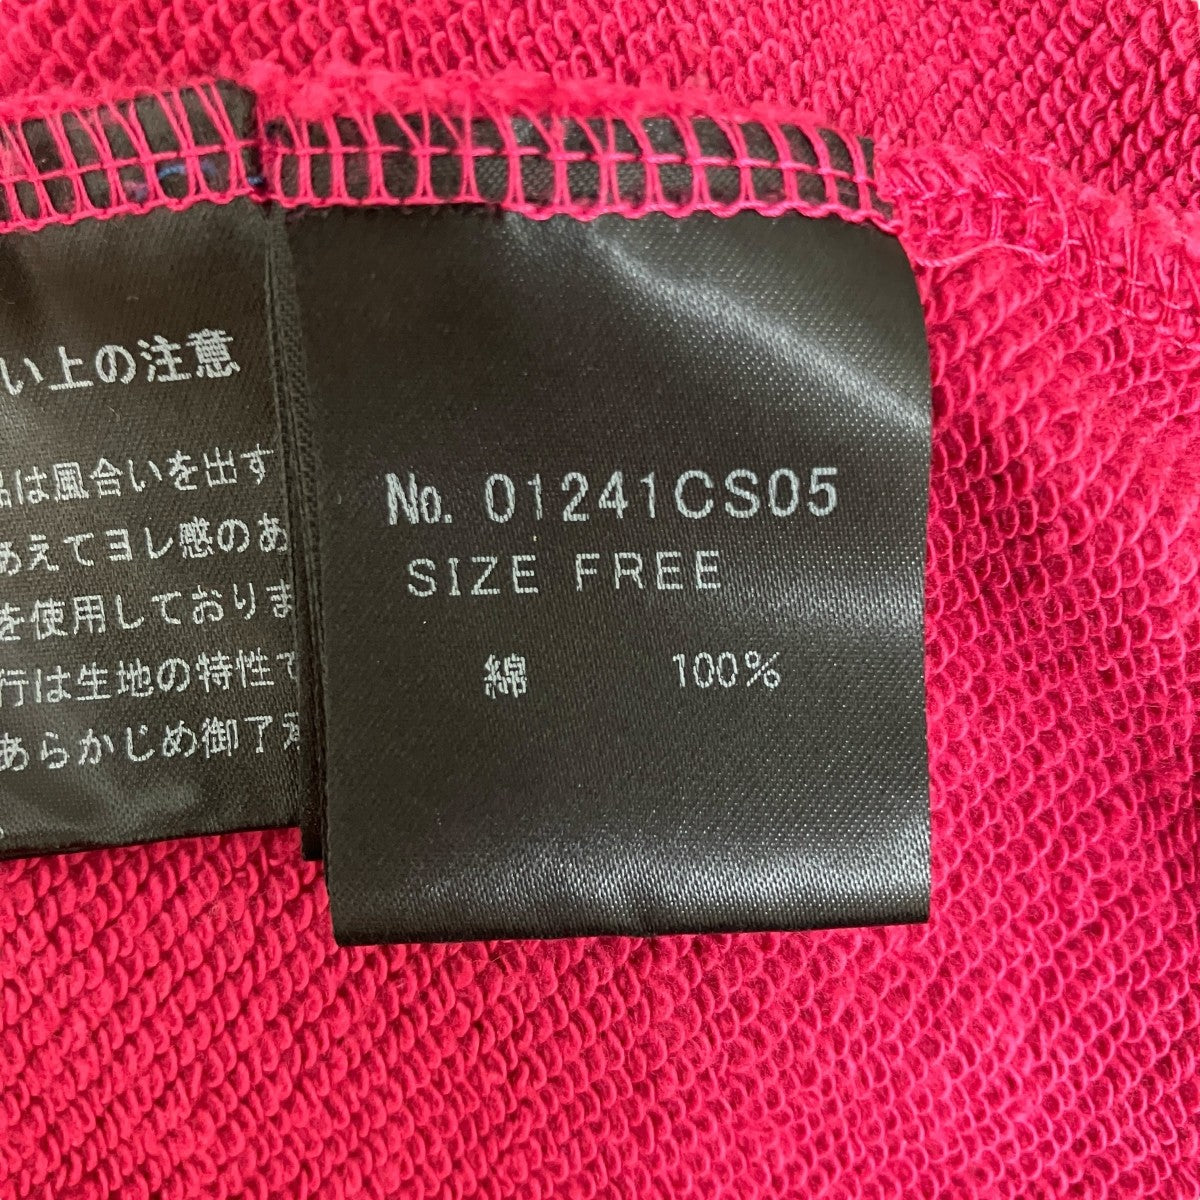 い上の注意
品は風合いを出す
あえてヨレ感のあ
を使用しておりま
行は生地の特性で
あらかじめ御了承
No. 01241CS05
SIZE FREE
綿 100%